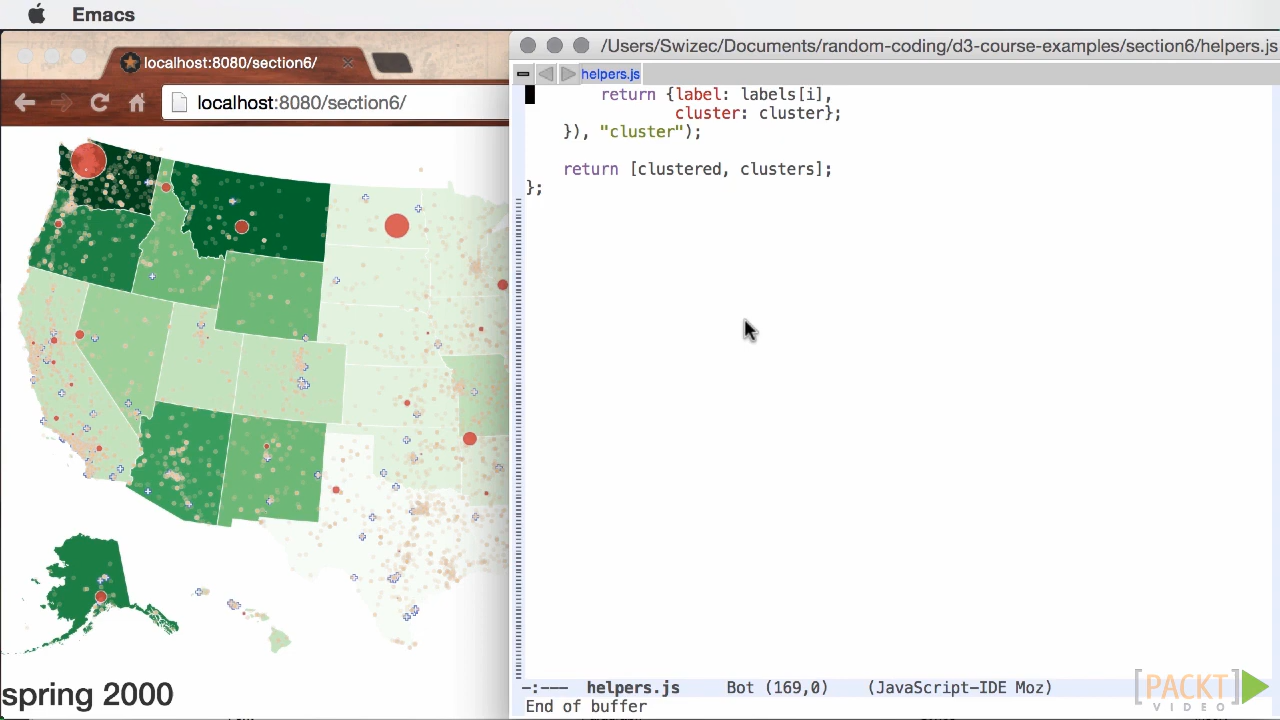 Emacs
localhost:8080/section6/
localhost:8080/section6/
spring 2000
/Users/Swizec/Documents/random-coding/d3-course-examples/section6/helpers.js
helpers.js
return {label: labels[i],
cluster: cluster};
}), "cluster");
return [clustered, clusters];
};
-:--- helpers.js Bot (169,0) (JavaScript-IDE Moz)
End of buffer
[PACKT]
VIDEO